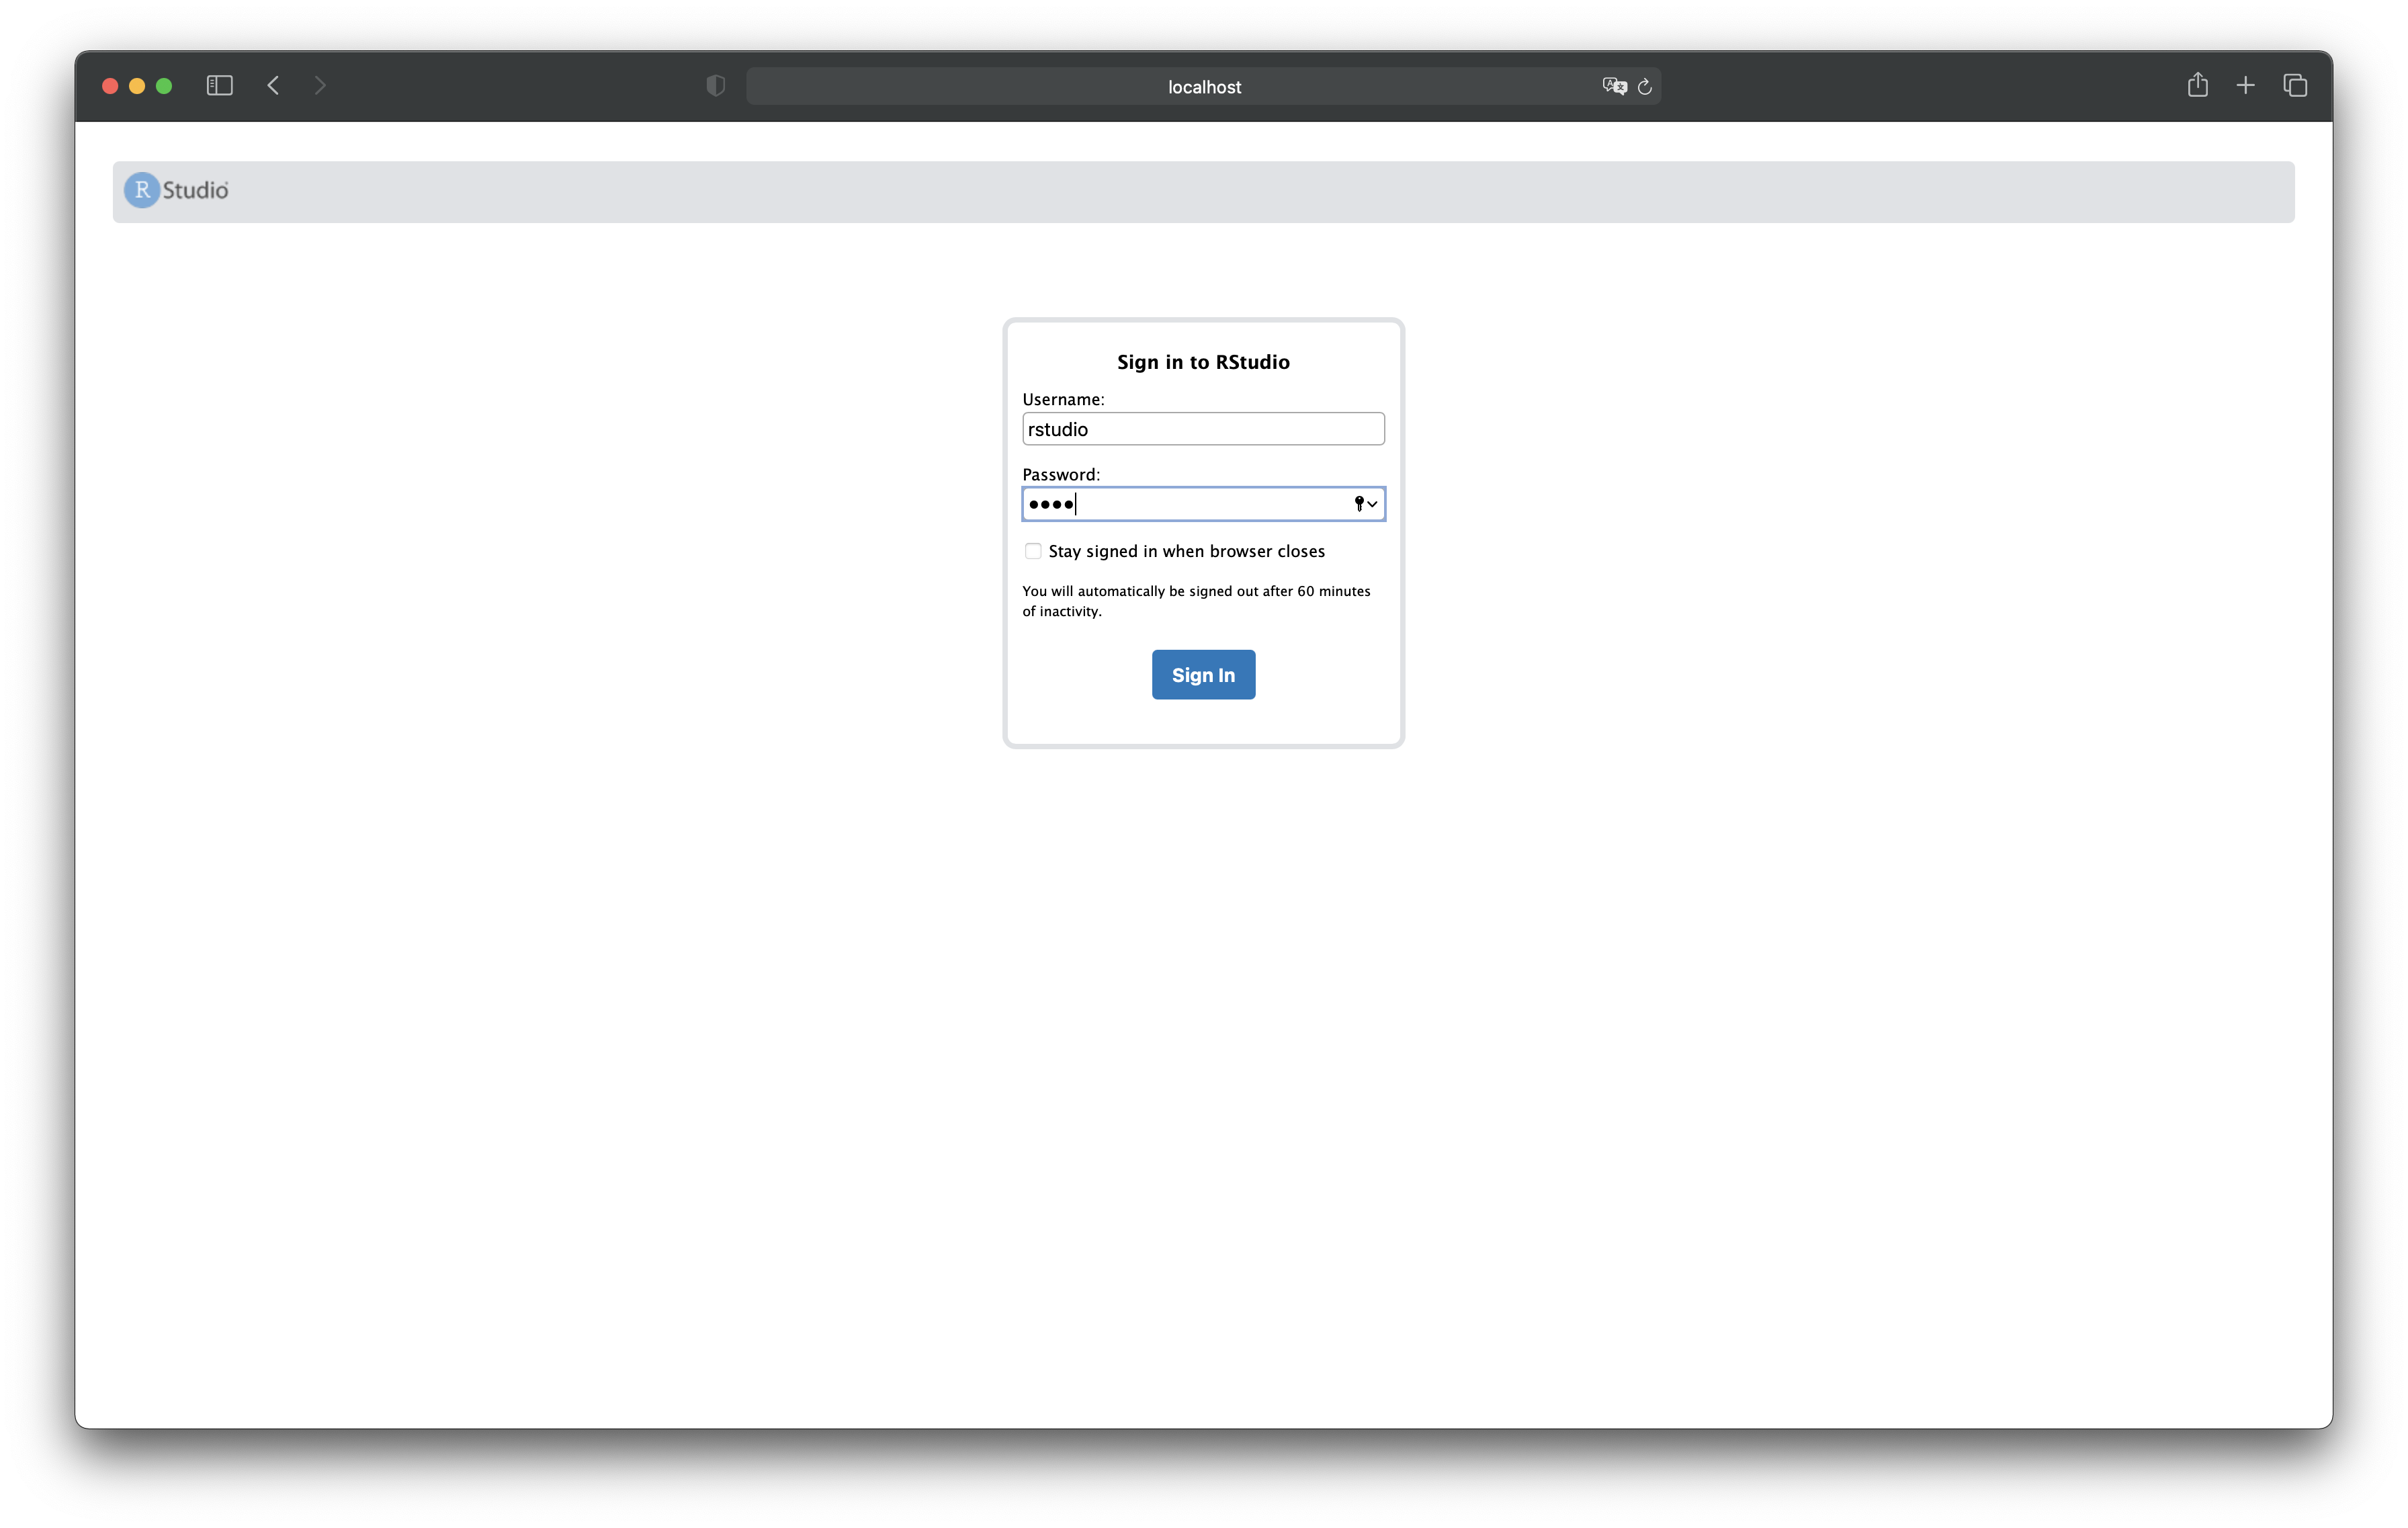 localhost
R Studio
Sign in to RStudio
Username:
rstudio
Password:
Stay signed in when browser closes
You will automatically be signed out after 60 minutes
of inactivity.
Sign In